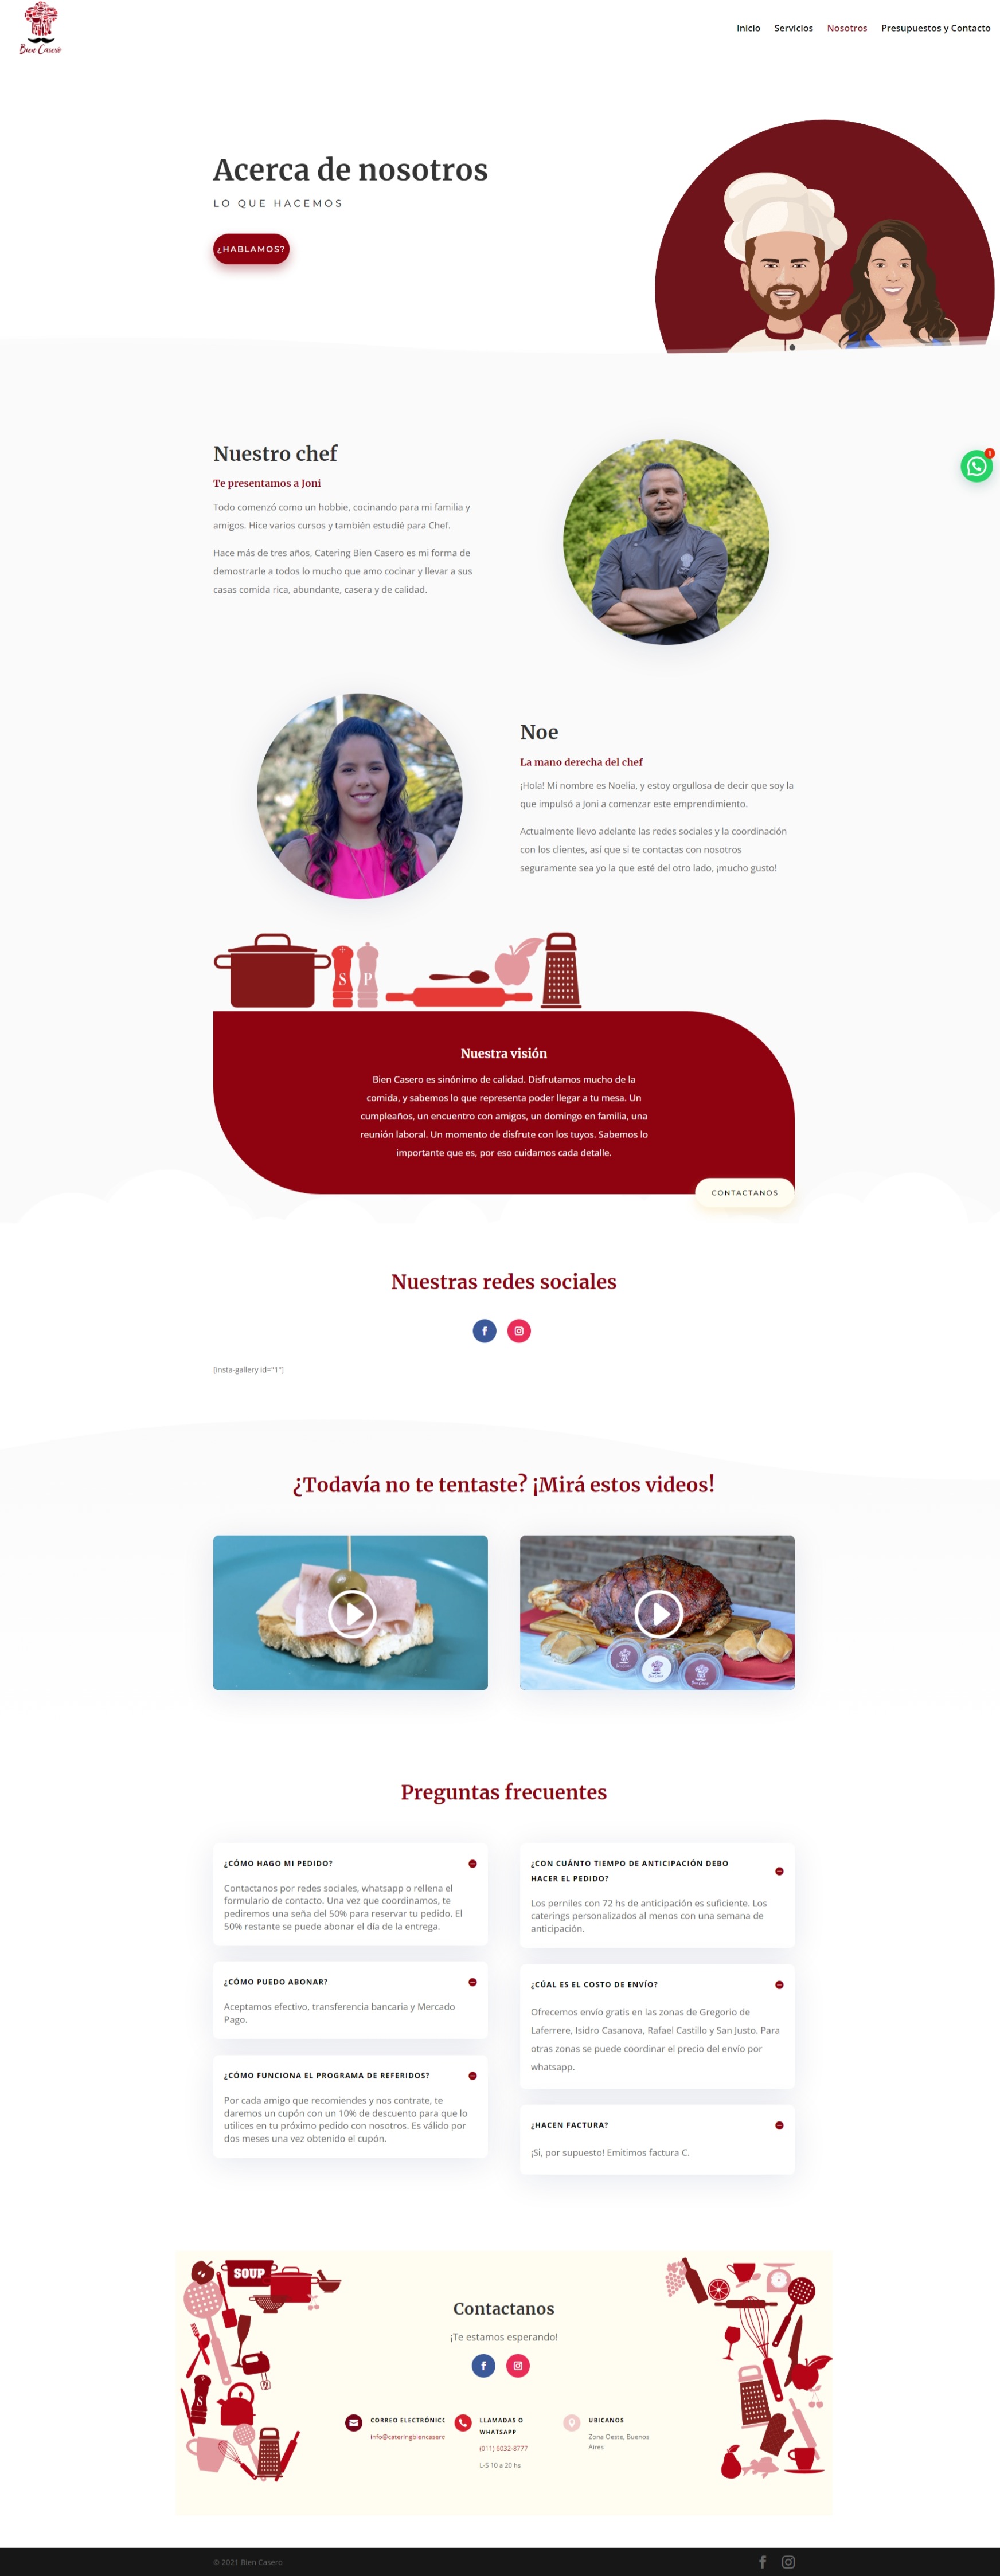 Bien Casero
Inicio
Servicios
Nosotros
Presupuestos y Contacto
Acerca de nosotros
LO QUE HACEMOS
¿HABLAMOS?
1
Nuestro chef
Te presentamos a Joni
Todo comenzó como un hobbie, cocinando para mi familia y
amigos. Hice varios cursos y también estudié para Chef.
Hace más de tres años, Catering Bien Casero es mi forma de
demostrarle a todos lo mucho que amo cocinar y llevar a sus
casas comida rica, abundante, casera y de calidad.
Noe
La mano derecha del chef
¡Hola! Mi nombre es Noelia, y estoy orgullosa de decir que soy la
que impulsó a Joni a comenzar este emprendimiento.
Actualmente llevo adelante las redes sociales y la coordinación
con los clientes, así que si te contactas con nosotros
seguramente sea yo la que esté del otro lado, ¡mucho gusto!
S P
Nuestra visión
Bien Casero es sinónimo de calidad. Disfrutamos mucho de la
comida, y sabemos lo que representa poder llegar a tu mesa. Un
cumpleaños, un encuentro con amigos, un domingo en familia, una
reunión laboral. Un momento de disfrute con los tuyos. Sabemos lo
importante que es, por eso cuidamos cada detalle.
CONTACTANOS
Nuestras redes sociales
[insta-gallery id="1"]
¿Todavía no te tentaste? ¡Mirá estos videos!
Preguntas frecuentes
¿CÓMO HAGO MI PEDIDO?
Contactanos por redes sociales, whatsapp o rellena el
formulario de contacto. Una vez que coordinamos, te
pediremos una seña del 50% para reservar tu pedido. El
50% restante se puede abonar el día de la entrega.
¿CÓMO PUEDO ABONAR?
Aceptamos efectivo, transferencia bancaria y Mercado
Pago.
¿CÓMO FUNCIONA EL PROGRAMA DE REFERIDOS?
Por cada amigo que recomiendes y nos contrate, te
daremos un cupón con un 10% de descuento para que lo
utilices en tu próximo pedido con nosotros. Es válido por
dos meses una vez obtenido el cupón.
¿CON CUÁNTO TIEMPO DE ANTICIPACIÓN DEBO
HACER EL PEDIDO?
Los perniles con 72 hs de anticipación es suficiente. Los
caterings personalizados al menos con una semana de
anticipación.
¿CÚAL ES EL COSTO DE ENVÍO?
Ofrecemos envío gratis en las zonas de Gregorio de
Laferrere, Isidro Casanova, Rafael Castillo y San Justo. Para
otras zonas se puede coordinar el precio del envío por
whatsapp.
¿HACEN FACTURA?
¡Si, por supuesto! Emitimos factura C.
SOUP
S
Contactanos
¡Te estamos esperando!
CORREO ELECTRÓNIC
info@cateringbiencasero
LLAMADAS O
WHATSAPP
(011) 6032-8777
L-S 10 a 20 hs
UBICANOS
Zona Oeste, Buenos
Aires
© 2021 Bien Casero